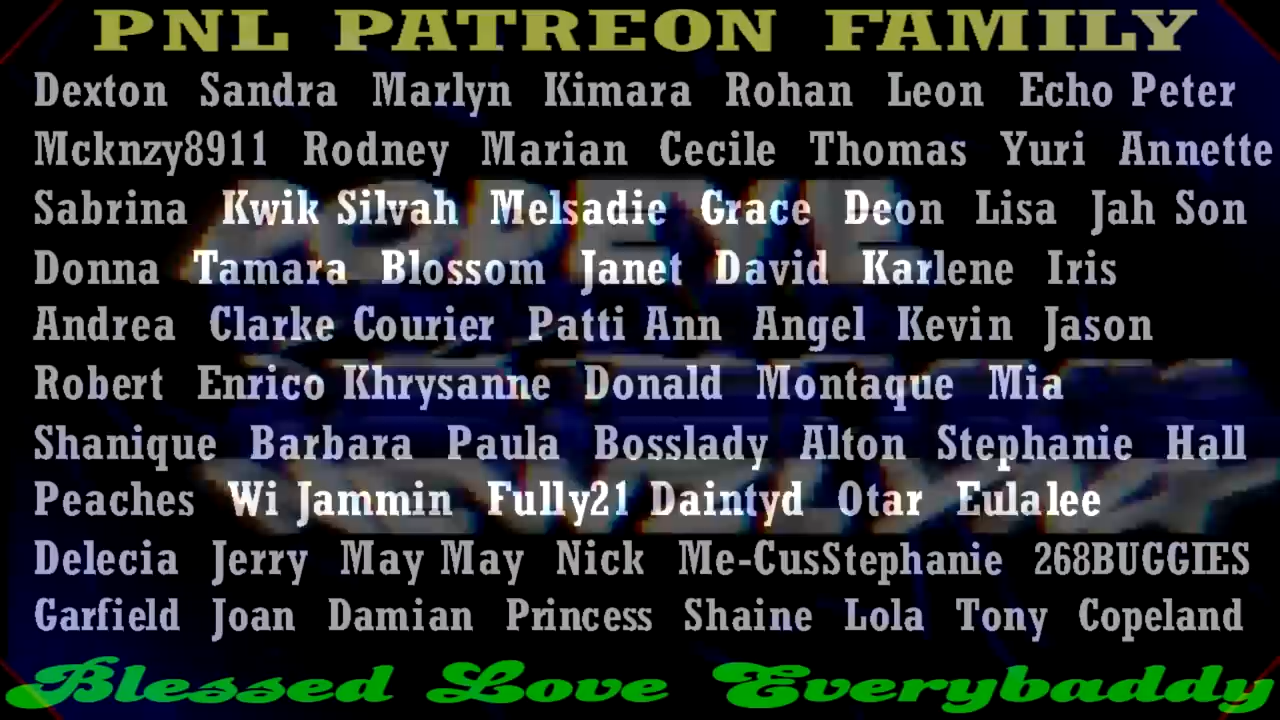 PNL PATREON FAMILY
Dexton Sandra Marlyn Kimara Rohan Leon Echo Peter
Mcknzy8911 Rodney Marian Cecile Thomas Yuri Annette
Sabrina Kwik Silvah Melsadie Grace Deon Lisa Jah Son
Donna Tamara Blossom Janet David Karlene Iris
Andrea Clarke Courier Patti Ann Angel Kevin Jason
Robert Enrico Khrysanne Donald Montaque Mia
Shanique Barbara Paula Bosslady Alton Stephanie Hall
Peaches Wi Jammin Fully21 Daintyd Otar Eulalee
Delecia Jerry May May Nick Me-CusStephanie 268BUGGIES
Garfield Joan Damian Princess Shaine Lola Tony Copeland
Blessed Love Everybaddy